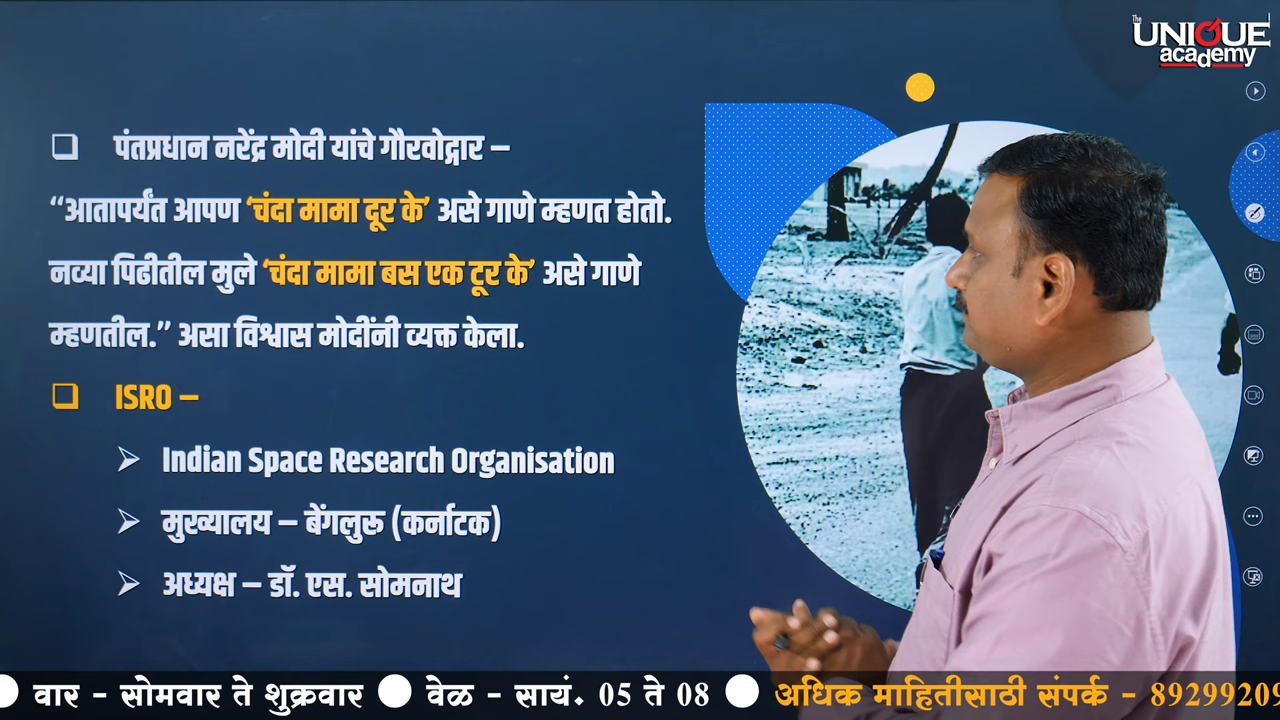 The
UNIQUE
academy
पंतप्रधान नरेंद्र मोदी यांचे गौरवोद्गार –
“आतापर्यंत आपण ‘चंदा मामा दूर के’ असे गाणे म्हणत होतो.
नव्या पिढीतील मुले ‘चंदा मामा बस एक टूर के’ असे गाणे
म्हणतील.” असा विश्वास मोदींनी व्यक्त केला.
ISRO –
Indian Space Research Organisation
मुख्यालय – बेंगलुरू (कर्नाटक)
अध्यक्ष – डॉ. एस. सोमनाथ
वार - सोमवार ते शुक्रवार वेळ - सायं. 05 ते 08 अधिक माहितीसाठी संपर्क - 89299209